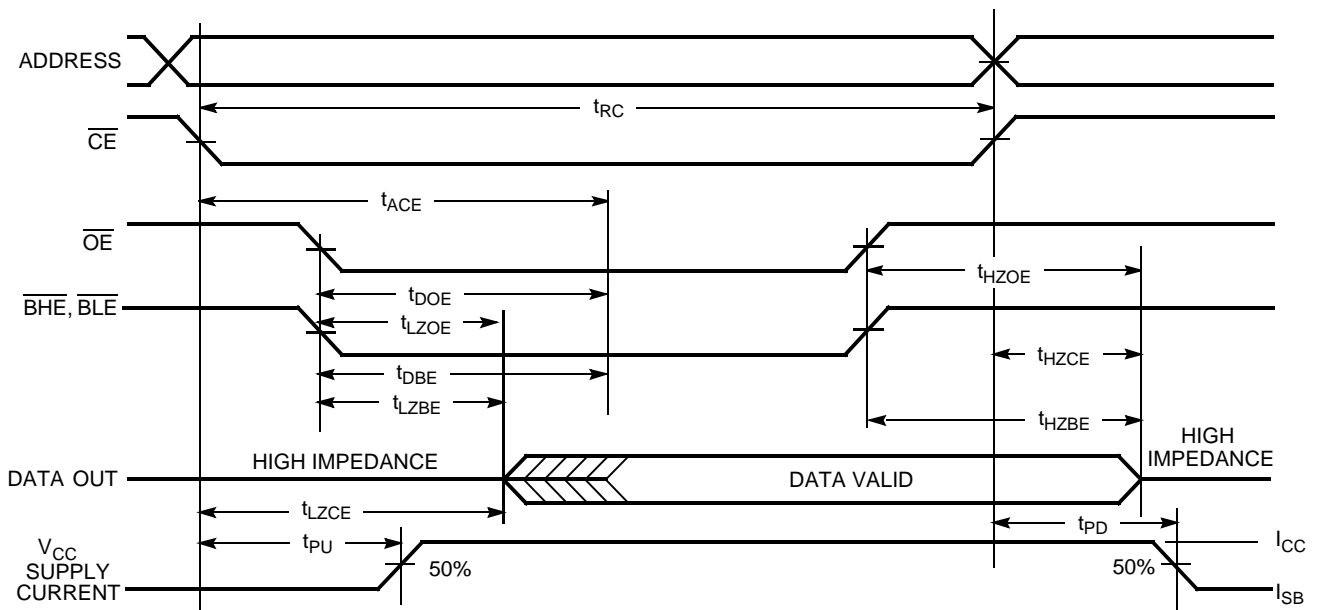 ADDRESS
tRC
CE
tACE
OE
tHZOE
tDOE
BHE, BLE
tLZOE
tHZCE
tDBE
tLZBE
tHZBE
HIGH IMPEDANCE
HIGH
IMPEDANCE
DATA OUT
DATA VALID
tLZCE
tPD
tPU
VCC
SUPPLY
CURRENT
50%
50%
ICC
ISB